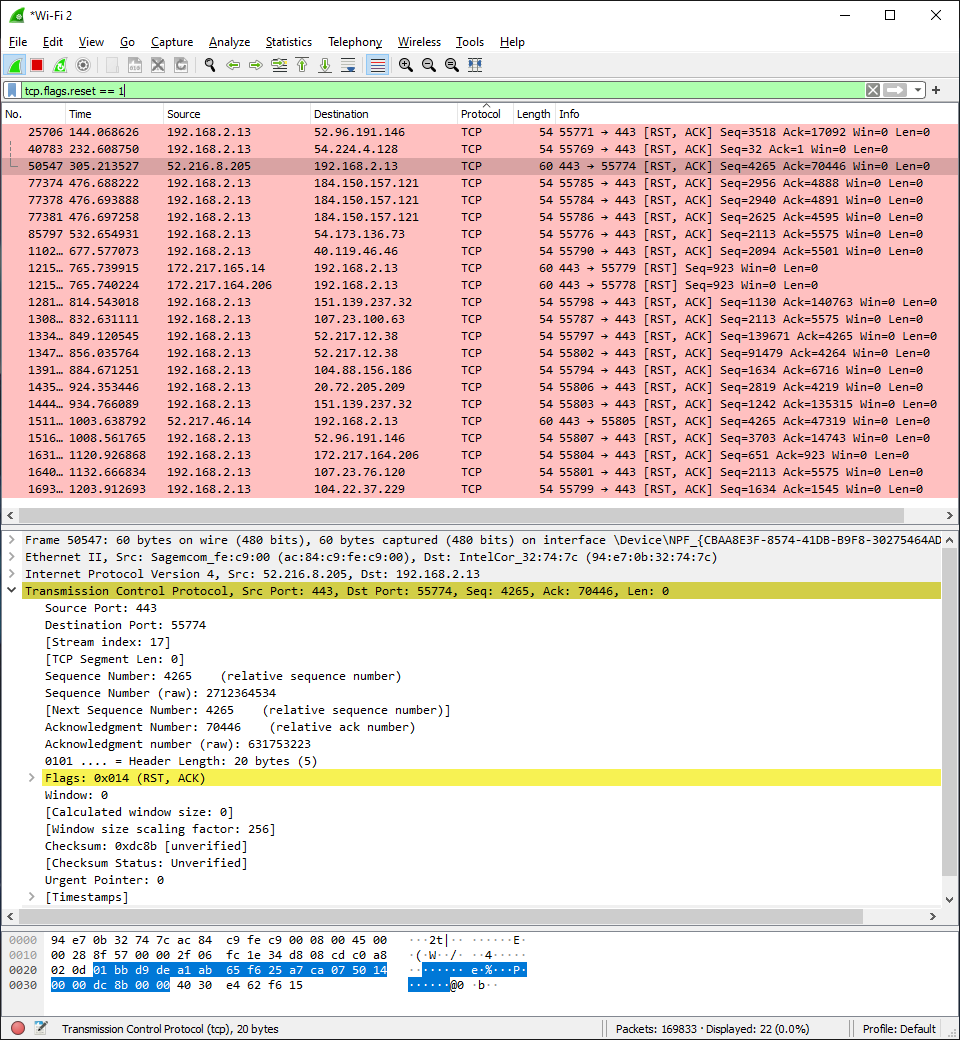 *Wi-Fi 2
File Edit View Go Capture Analyze Statistics Telephony Wireless Tools Help
tcp.flags.reset == 1
No. Time Source Destination Protocol Length Info
25706 144.068626 192.168.2.13 52.96.191.146 TCP 54 55771 → 443 [RST, ACK] Seq=3518 Ack=17092 Win=0 Len=0
40783 232.608750 192.168.2.13 54.224.4.128 TCP 54 55769 → 443 [RST, ACK] Seq=32 Ack=1 Win=0 Len=0
50547 305.213527 52.216.8.205 192.168.2.13 TCP 60 443 → 55774 [RST, ACK] Seq=4265 Ack=70446 Win=0 Len=0
77374 476.688222 192.168.2.13 184.150.157.121 TCP 54 55785 → 443 [RST, ACK] Seq=2956 Ack=4888 Win=0 Len=0
77378 476.693888 192.168.2.13 184.150.157.121 TCP 54 55784 → 443 [RST, ACK] Seq=2940 Ack=4891 Win=0 Len=0
77381 476.697258 192.168.2.13 184.150.157.121 TCP 54 55786 → 443 [RST, ACK] Seq=2625 Ack=4595 Win=0 Len=0
85797 532.654931 192.168.2.13 54.173.136.73 TCP 54 55776 → 443 [RST, ACK] Seq=2113 Ack=5575 Win=0 Len=0
1102… 677.577073 192.168.2.13 40.119.46.46 TCP 54 55790 → 443 [RST, ACK] Seq=2094 Ack=5501 Win=0 Len=0
1215… 765.739915 172.217.165.14 192.168.2.13 TCP 60 443 → 55779 [RST] Seq=923 Win=0 Len=0
1215… 765.740224 172.217.164.206 192.168.2.13 TCP 60 443 → 55778 [RST] Seq=923 Win=0 Len=0
1281… 814.543018 192.168.2.13 151.139.237.32 TCP 54 55798 → 443 [RST, ACK] Seq=1130 Ack=140763 Win=0 Len=0
1308… 832.631111 192.168.2.13 107.23.100.63 TCP 54 55787 → 443 [RST, ACK] Seq=2113 Ack=5575 Win=0 Len=0
1334… 849.120545 192.168.2.13 52.217.12.38 TCP 54 55797 → 443 [RST, ACK] Seq=139671 Ack=4265 Win=0 Len=0
1347… 856.035764 192.168.2.13 52.217.12.38 TCP 54 55802 → 443 [RST, ACK] Seq=91479 Ack=4264 Win=0 Len=0
1391… 884.671251 192.168.2.13 104.88.156.186 TCP 54 55794 → 443 [RST, ACK] Seq=1634 Ack=6716 Win=0 Len=0
1435… 924.353446 192.168.2.13 20.72.205.209 TCP 54 55806 → 443 [RST, ACK] Seq=2819 Ack=4219 Win=0 Len=0
1444… 934.766089 192.168.2.13 151.139.237.32 TCP 54 55803 → 443 [RST, ACK] Seq=1242 Ack=135315 Win=0 Len=0
1511… 1003.638792 52.217.46.14 192.168.2.13 TCP 60 443 → 55805 [RST, ACK] Seq=4265 Ack=47319 Win=0 Len=0
1516… 1008.561765 192.168.2.13 52.96.191.146 TCP 54 55807 → 443 [RST, ACK] Seq=3703 Ack=14743 Win=0 Len=0
1631… 1120.926868 192.168.2.13 172.217.164.206 TCP 54 55804 → 443 [RST, ACK] Seq=651 Ack=923 Win=0 Len=0
1640… 1132.666834 192.168.2.13 107.23.76.120 TCP 54 55801 → 443 [RST, ACK] Seq=2113 Ack=5575 Win=0 Len=0
1693… 1203.912693 192.168.2.13 104.22.37.229 TCP 54 55799 → 443 [RST, ACK] Seq=1634 Ack=1545 Win=0 Len=0
Frame 50547: 60 bytes on wire (480 bits), 60 bytes captured (480 bits) on interface \Device\NPF_{CBAA8E3F-8574-41DB-B9F8-30275464AD
Ethernet II, Src: Sagemcom_fe:c9:00 (ac:84:c9:fe:c9:00), Dst: IntelCor_32:74:7c (94:e7:0b:32:74:7c)
Internet Protocol Version 4, Src: 52.216.8.205, Dst: 192.168.2.13
Transmission Control Protocol, Src Port: 443, Dst Port: 55774, Seq: 4265, Ack: 70446, Len: 0
Source Port: 443
Destination Port: 55774
[Stream index: 17]
[TCP Segment Len: 0]
Sequence Number: 4265 (relative sequence number)
Sequence Number (raw): 2712364534
[Next Sequence Number: 4265 (relative sequence number)]
Acknowledgment Number: 70446 (relative ack number)
Acknowledgment number (raw): 631753223
0101 .... = Header Length: 20 bytes (5)
Flags: 0x014 (RST, ACK)
Window: 0
[Calculated window size: 0]
[Window size scaling factor: 256]
Checksum: 0xdc8b [unverified]
[Checksum Status: Unverified]
Urgent Pointer: 0
[Timestamps]
0000 94 e7 0b 32 74 7c ac 84 c9 fe c9 00 08 00 45 00 ···2t|·· ······E·
0010 00 28 8f 57 00 00 2f 06 fc 1e 34 d8 08 cd c0 a8 ·(·W··/· ··4·····
0020 02 0d 01 bb d9 de a1 ab 65 f6 25 a7 ca 07 50 14 ········ e·%···P·
0030 00 00 dc 8b 00 00 40 30 e4 62 f6 15 ······@0 ·b··
Transmission Control Protocol (tcp), 20 bytes
Packets: 169833 · Displayed: 22 (0.0%)
Profile: Default